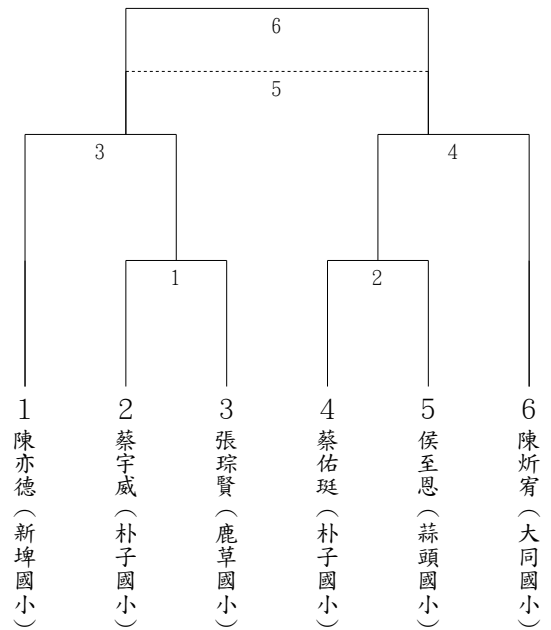 6
5
3
4
1
2
1 陳亦德(新埤國小)
2 蔡宇威(朴子國小)
3 張琮賢(鹿草國小)
4 蔡佑珽(朴子國小)
5 侯至恩(蒜頭國小)
6 陳炘宥(大同國小)